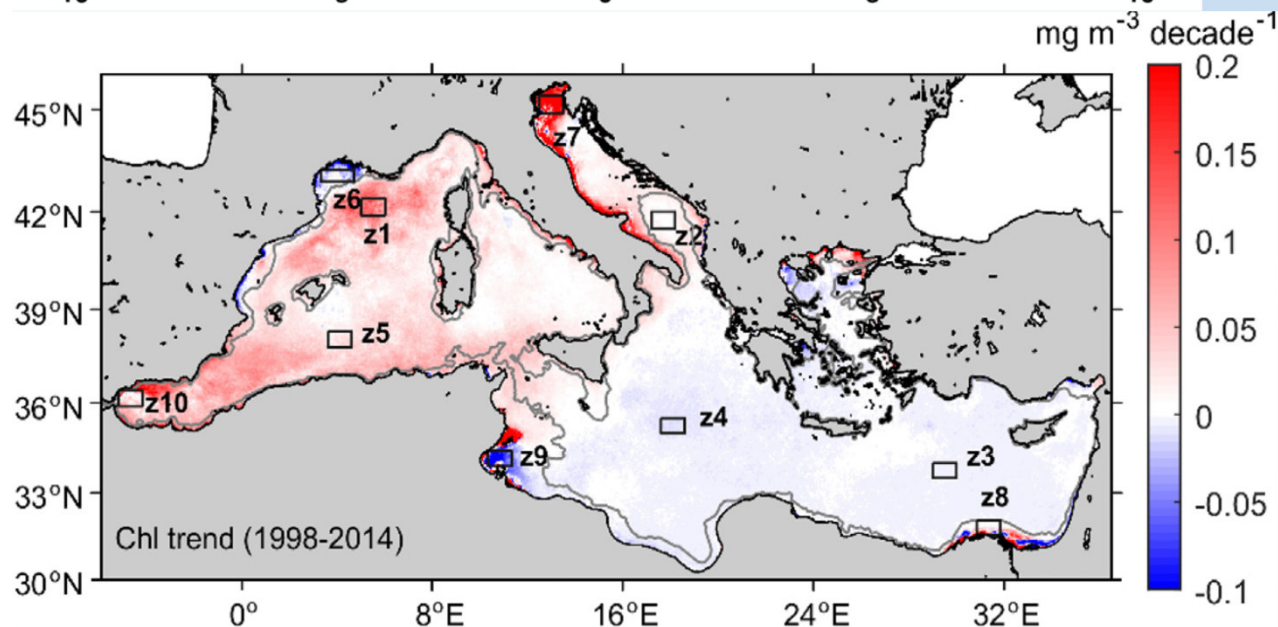 mg m-3 decade-1
0.2
0.15
0.1
0.05
0
-0.05
-0.1
45°N
42°N
39°N
36°N
33°N
30°N
0°
8°E
16°E
24°E
32°E
z7
z6
z1
z2
z5
z10
z4
z9
z3
z8
Chl trend (1998-2014)